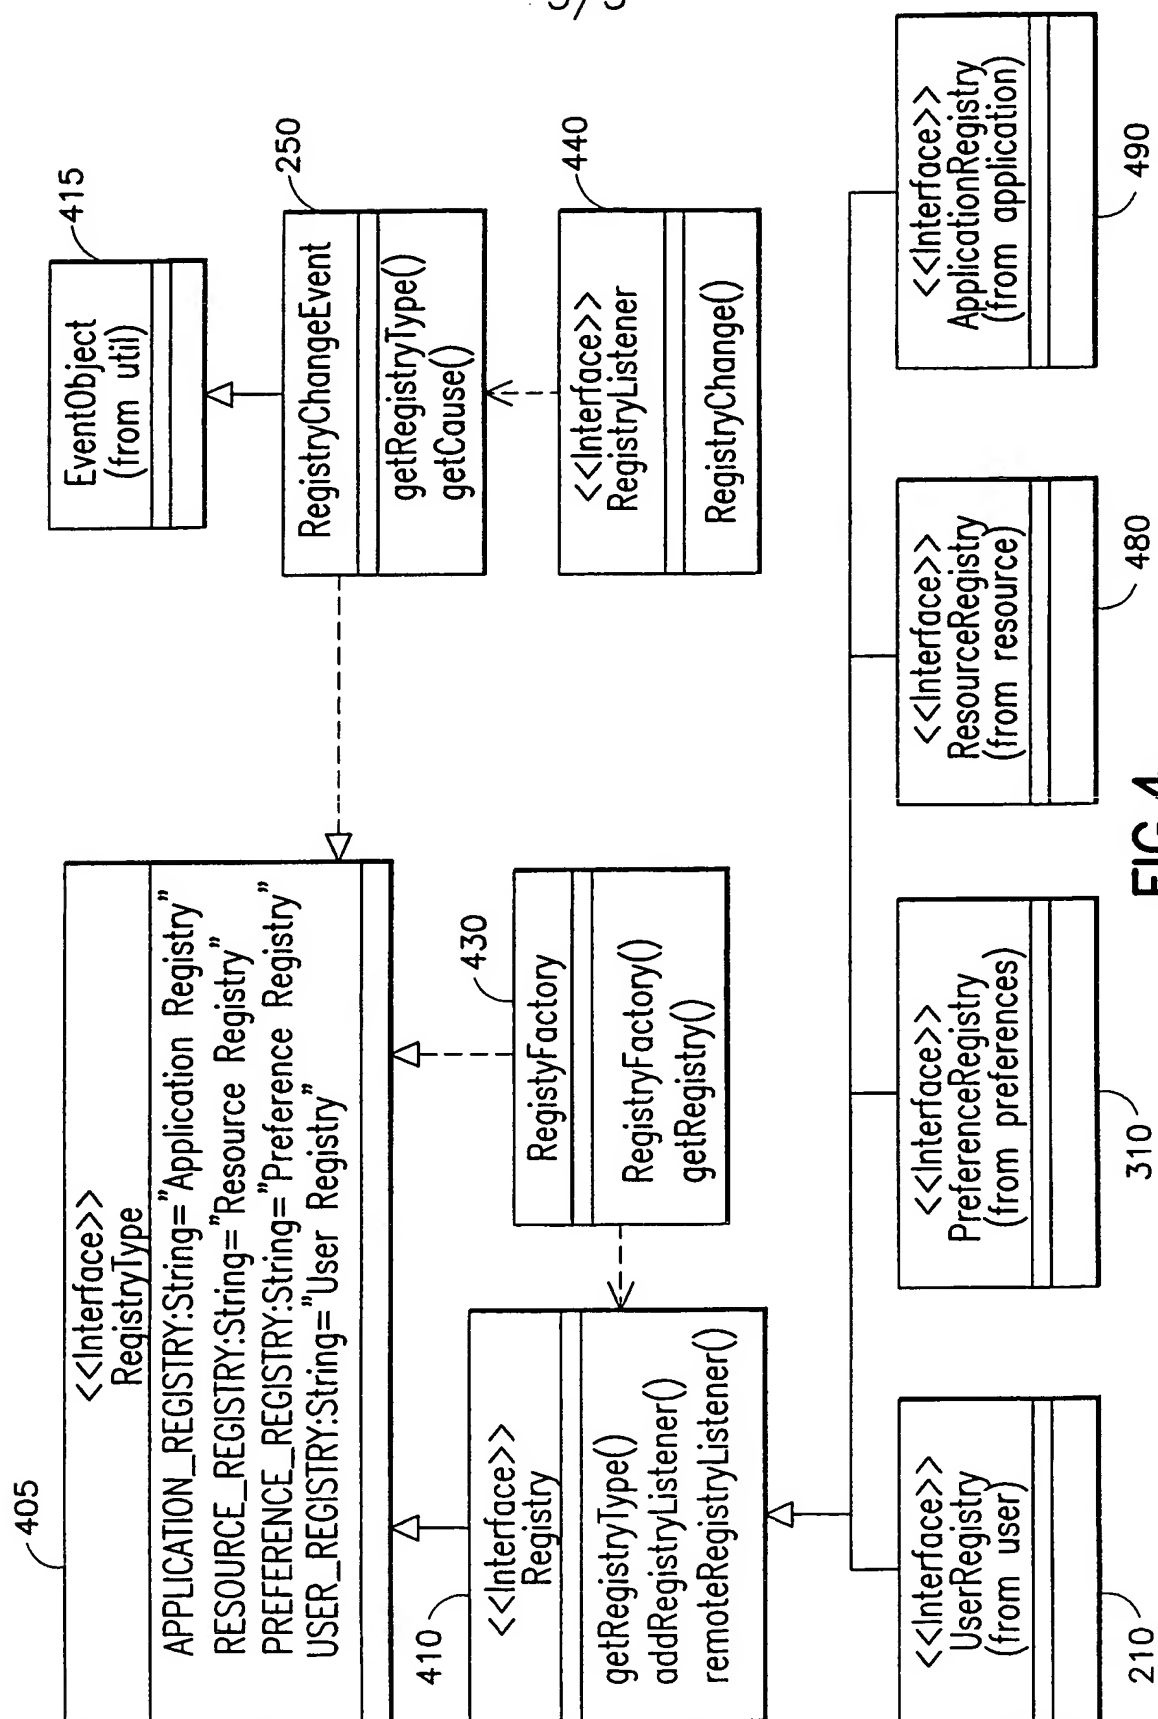 405
<<Interface>>
RegistryType
APPLICATION_REGISTRY:String="Application Registry"
RESOURCE_REGISTRY:String="Resource Registry"
PREFERENCE_REGISTRY:String="Preference Registry"
USER_REGISTRY:String="User Registry"
415
EventObject
(from util)
250
RegistryChangeEvent
getRegistryType()
getCause()
410
<<Interface>>
Registry
getRegistryType()
addRegistryListener()
remoteRegistryListener()
430
RegistyFactory
RegistryFactory()
getRegistry()
440
<<Interface>>
RegistryListener
RegistryChange()
<<Interface>>
UserRegistry
(from user)
210
<<Interface>>
PreferenceRegistry
(from preferences)
310
<<Interface>>
ResourceRegistry
(from resource)
480
<<Interface>>
ApplicationRegistry
(from application)
490
FIG.4